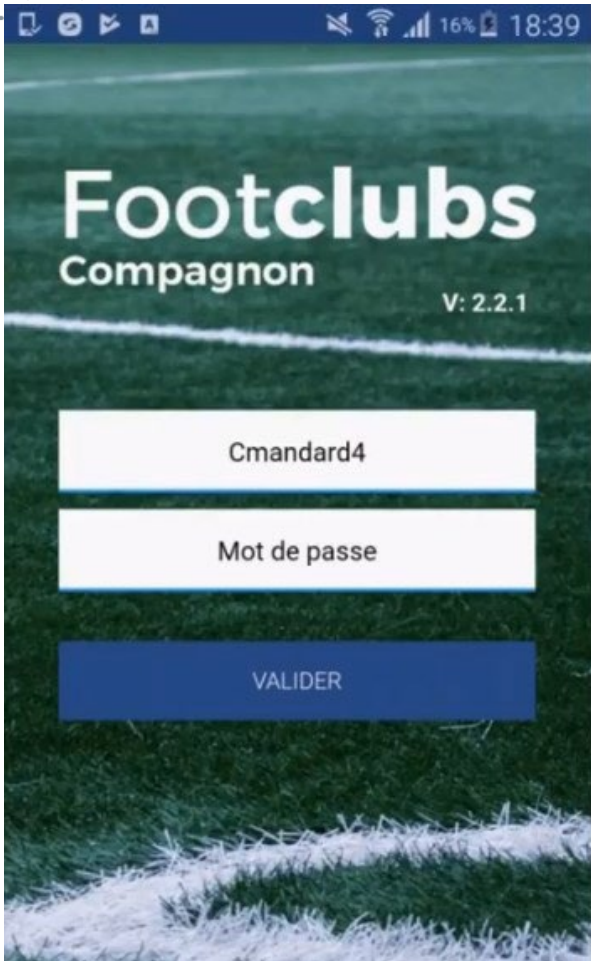 16% 18:39
Footclubs
Compagnon
V: 2.2.1
Cmandard4
Mot de passe
VALIDER